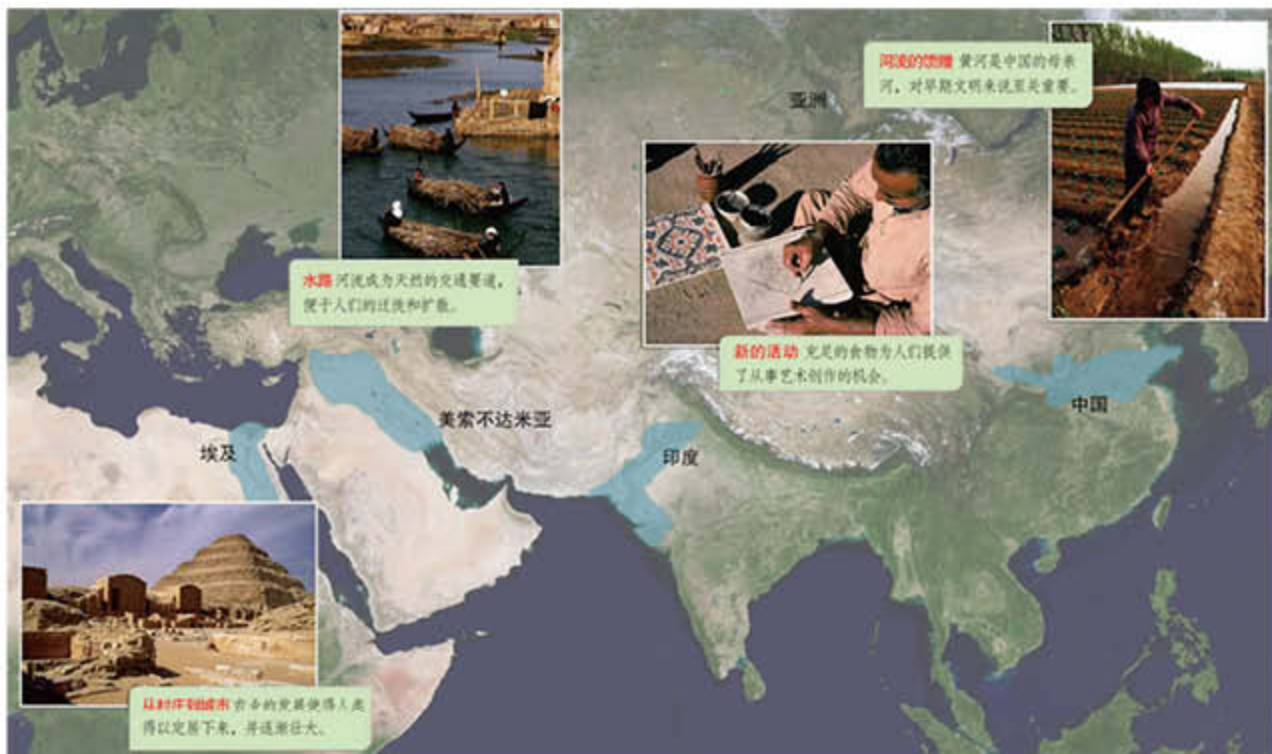 河流的馈赠 黄河是中国的母亲
河，对早期文明来说至关重要。
亚洲
水路 河流成为天然的交通要道，
便于人们的迁徙和扩散。
新的活动 充足的食物为人们提供
了从事艺术创作的机会。
中国
美索不达米亚
埃及
印度
从村庄到城市 的发展使得人类
得以定居下来，并逐渐壮大。